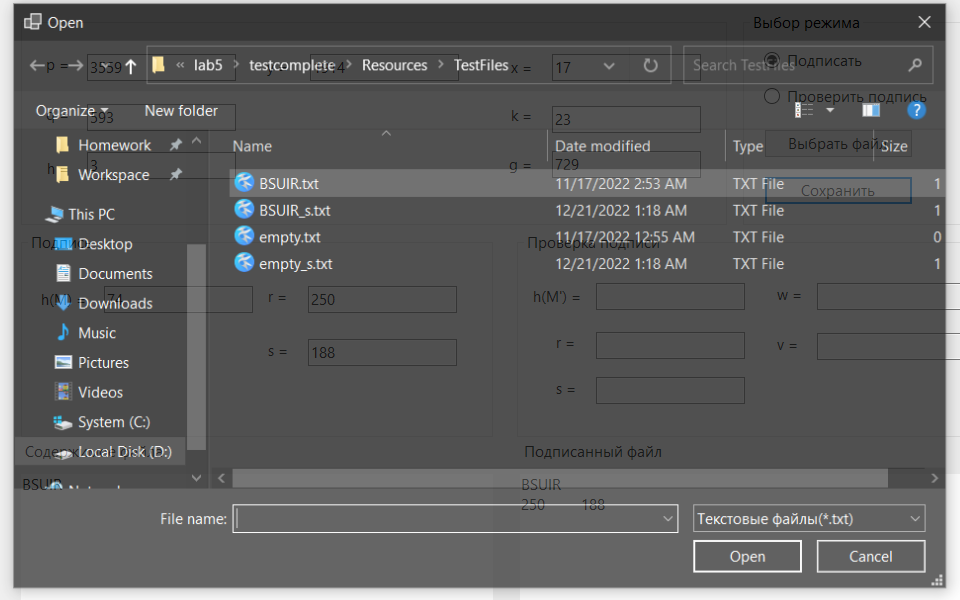 Open
Выбор режима
p = 3559
x = 17
« lab5 > testcomplete > Resources > TestFiles >
Search TestFiles
Подписать
Organize
New folder
Проверить подпись
593
k = 23
Выбрать файл
h 3
g = 729
Сохранить
Name
Date modified
Type
Size
BSUIR.txt 11/17/2022 2:53 AM TXT File 1
BSUIR_s.txt 12/21/2022 1:18 AM TXT File 1
empty.txt 11/17/2022 12:55 AM TXT File 0
empty_s.txt 12/21/2022 1:18 AM TXT File 1
Homework
Workspace
This PC
Desktop
Documents
Downloads
Music
Pictures
Videos
System (C:)
Local Disk (D:)
Проверка подписи
h(M) = 74
r = 250
s = 188
h(M') =
w =
r =
v =
s =
Подписанный файл
BSUIR
BSUIR
250 188
File name:
Текстовые файлы(*.txt)
Open
Cancel